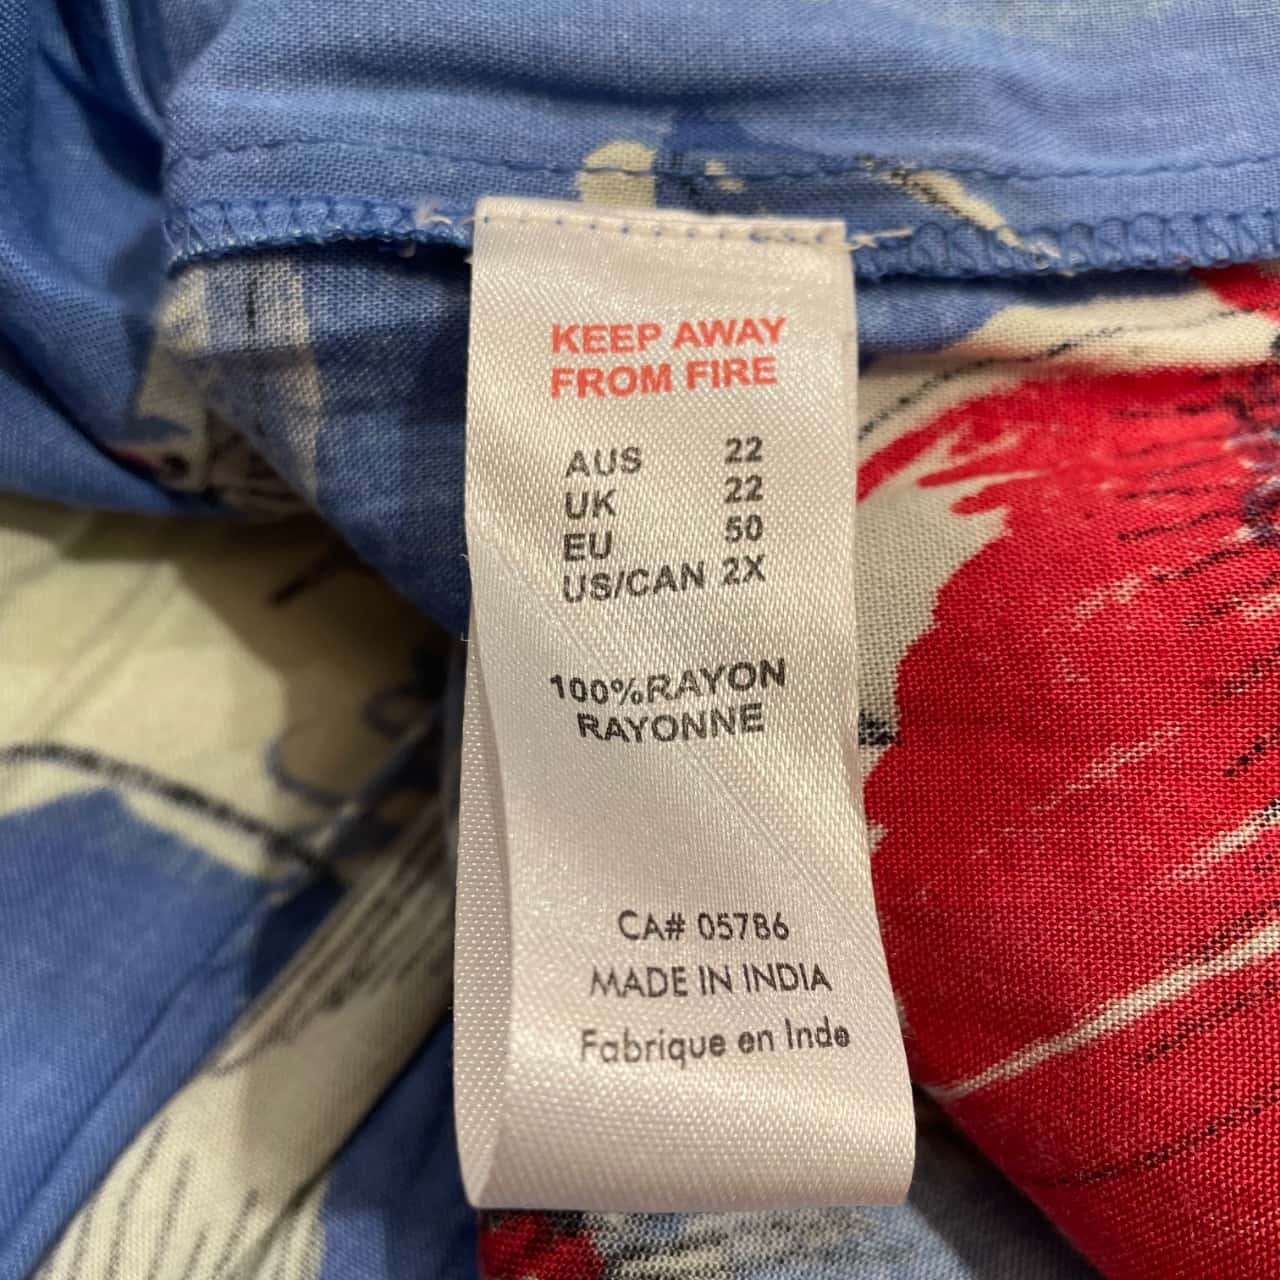 KEEP AWAY
FROM FIRE
AUS 22
UK 22
EU 50
US/CAN 2X
100%RAYON
RAYONNE
CA# 05786
MADE IN INDIA
Fabrique en Inde